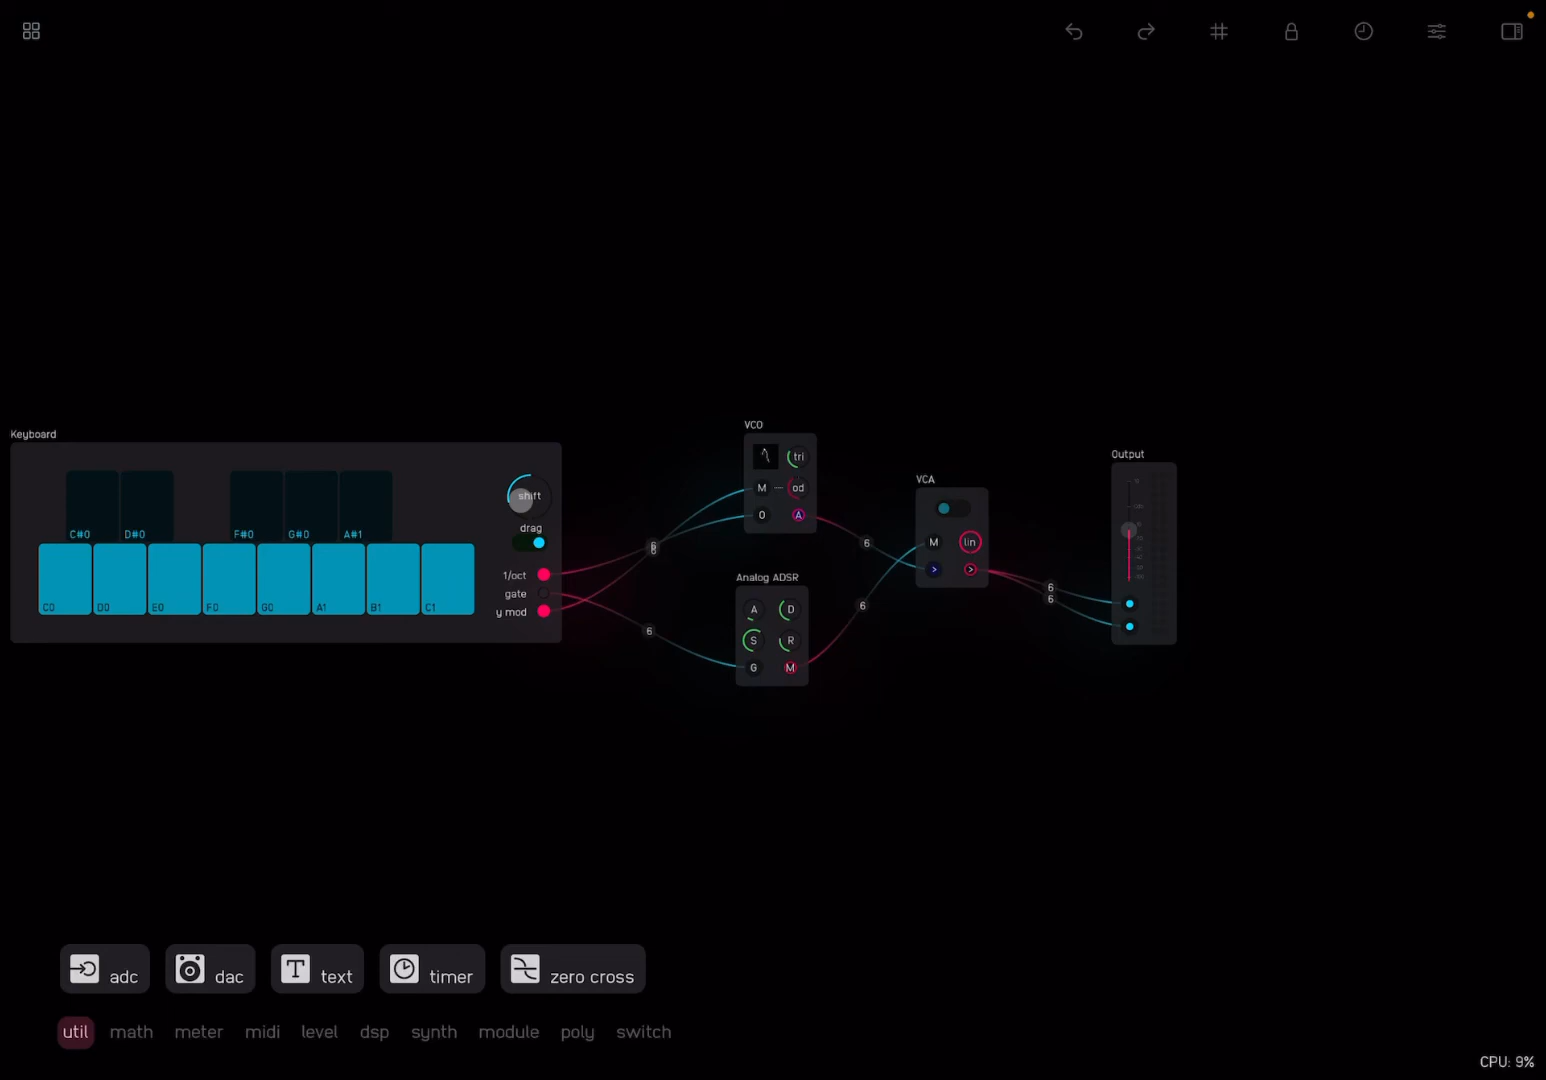 Keyboard
C#0 D#0 F#0 G#0 A#1
C0 D0 E0 F0 G0 A1 B1 C1
shift
drag
1/oct
gate
y mod
6
6
6
VCO
tri
M od
0 A
Analog ADSR
A D
S R
G M
6
6
VCA
M lin
> >
6
6
Output
adc dac text timer zero cross
util math meter midi level dsp synth module poly switch
CPU: 9%